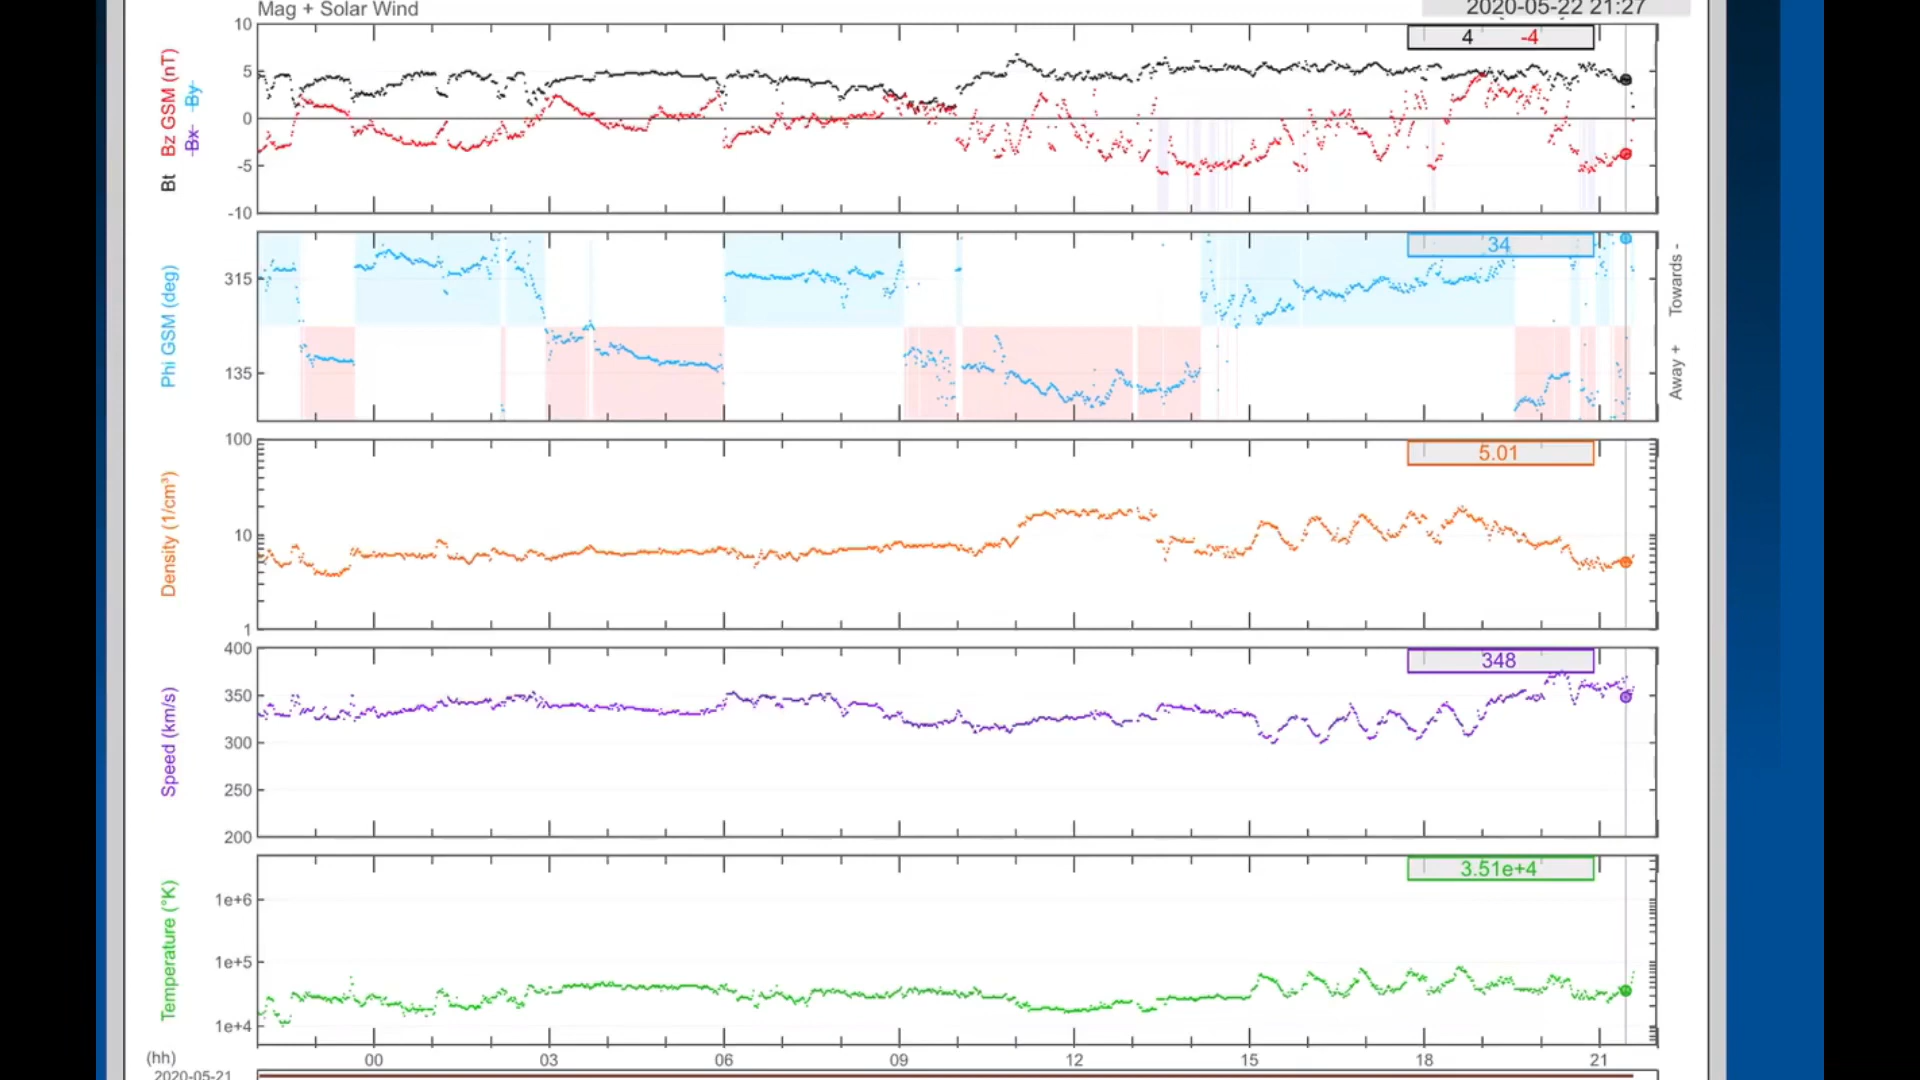 Mag + Solar Wind
2020-05-22 21:27
4 -4
10
5
0
-5
-10
Bt Bz GSM (nT)
Bx By
34
315
135
Phi GSM (deg)
Away + Towards -
5.01
100
10
1
Density (1/cm³)
348
400
350
300
250
200
Speed (km/s)
3.51e+4
1e+6
1e+5
1e+4
Temperature (°K)
(hh) 00 03 06 09 12 15 18 21
2020-05-21